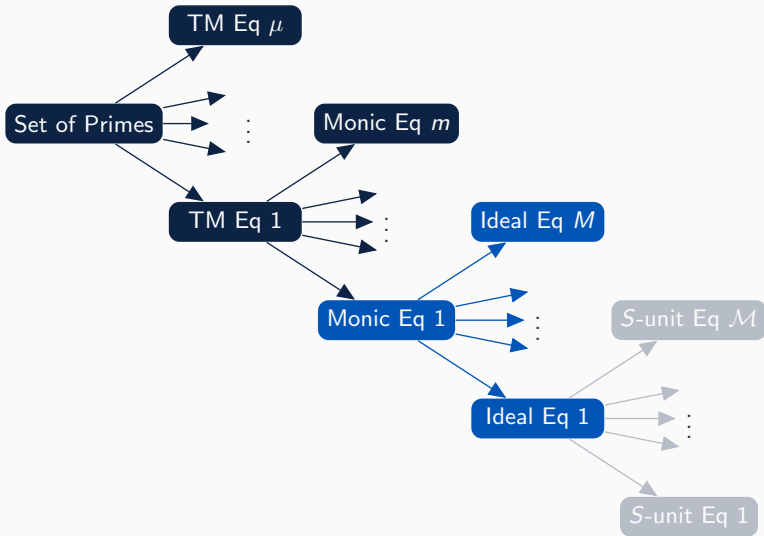 TM Eq μ
Set of Primes
⋮
Monic Eq m
TM Eq 1
⋮
Ideal Eq M
Monic Eq 1
⋮
S-unit Eq ℳ
Ideal Eq 1
⋮
S-unit Eq 1